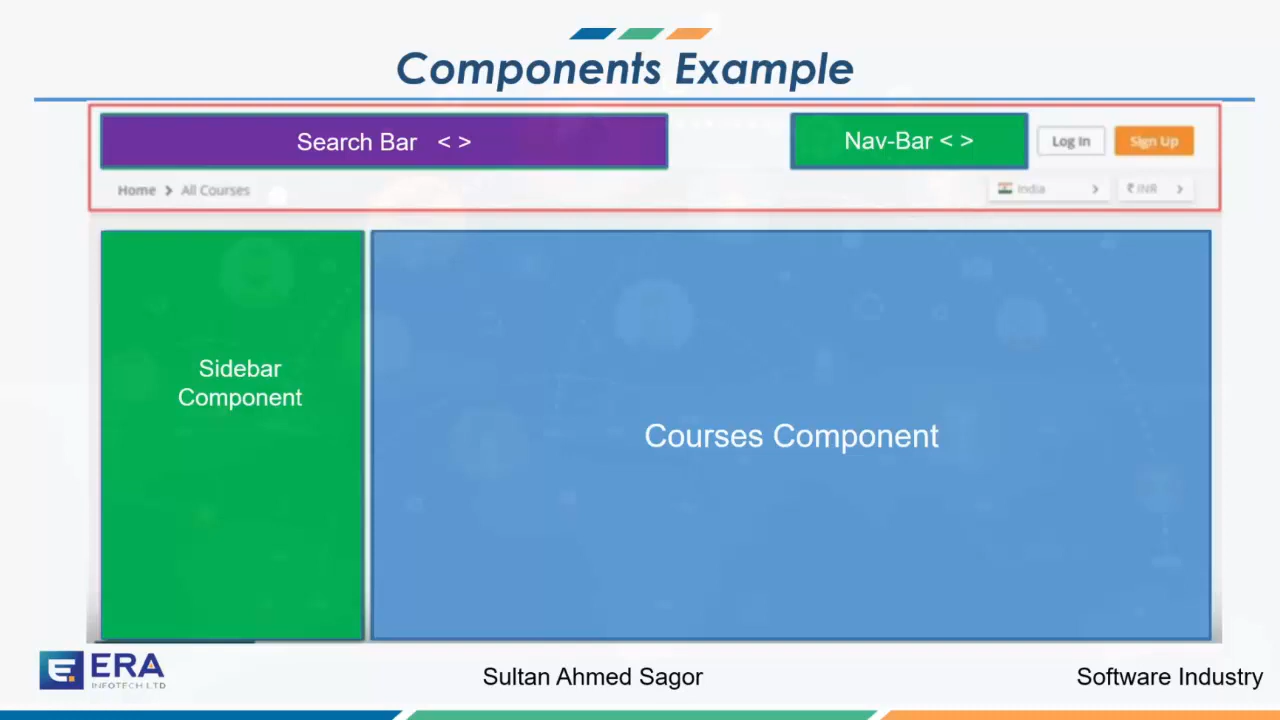 Components Example
Search Bar < >
Nav-Bar < >
Log In
Sign Up
Home > All Courses
India >
₹ INR >
Sidebar
Component
Courses Component
ERA
INFOTECH LTD
Sultan Ahmed Sagor
Software Industry